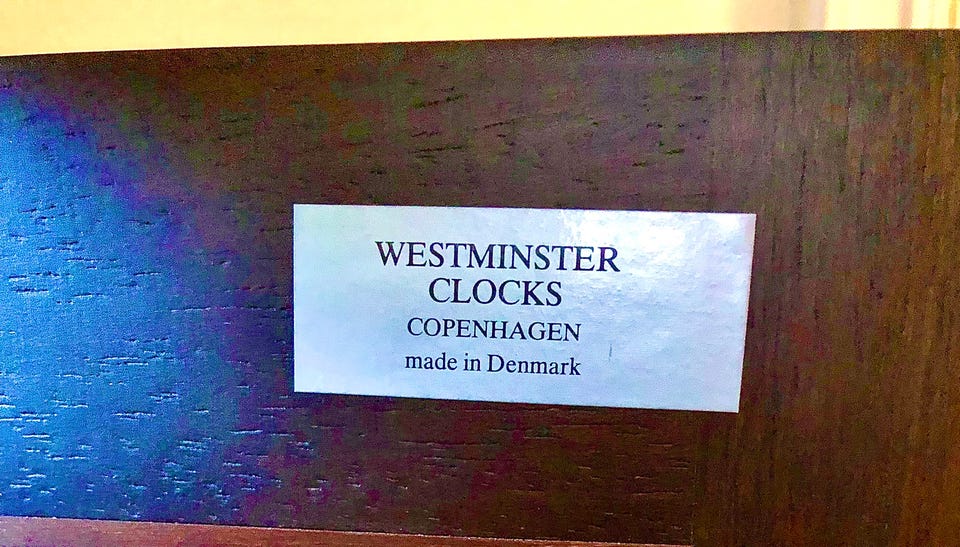 WESTMINSTER
CLOCKS
COPENHAGEN
made in Denmark